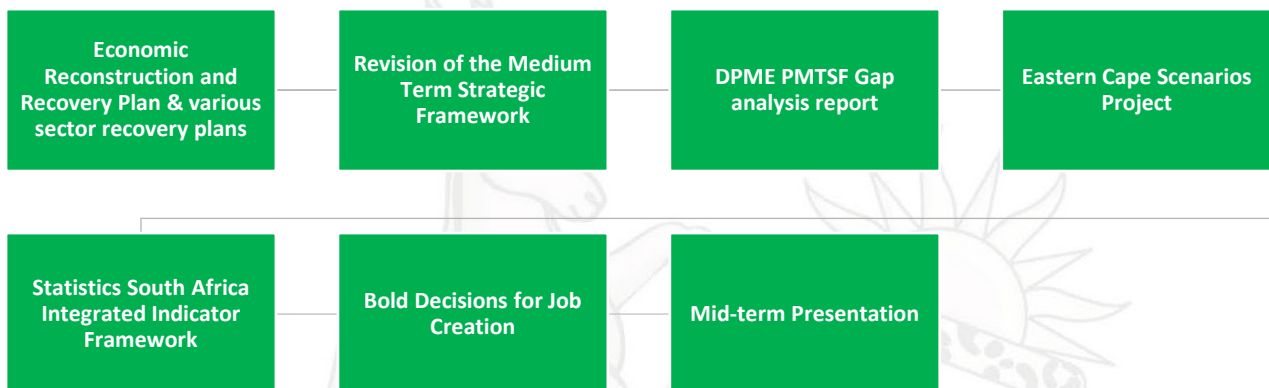 Economic
Reconstruction and
Recovery Plan & various
sector recovery plans
Revision of the Medium
Term Strategic
Framework
DPME PMTSF Gap
analysis report
Eastern Cape Scenarios
Project
Statistics South Africa
Integrated Indicator
Framework
Bold Decisions for Job
Creation
Mid-term Presentation